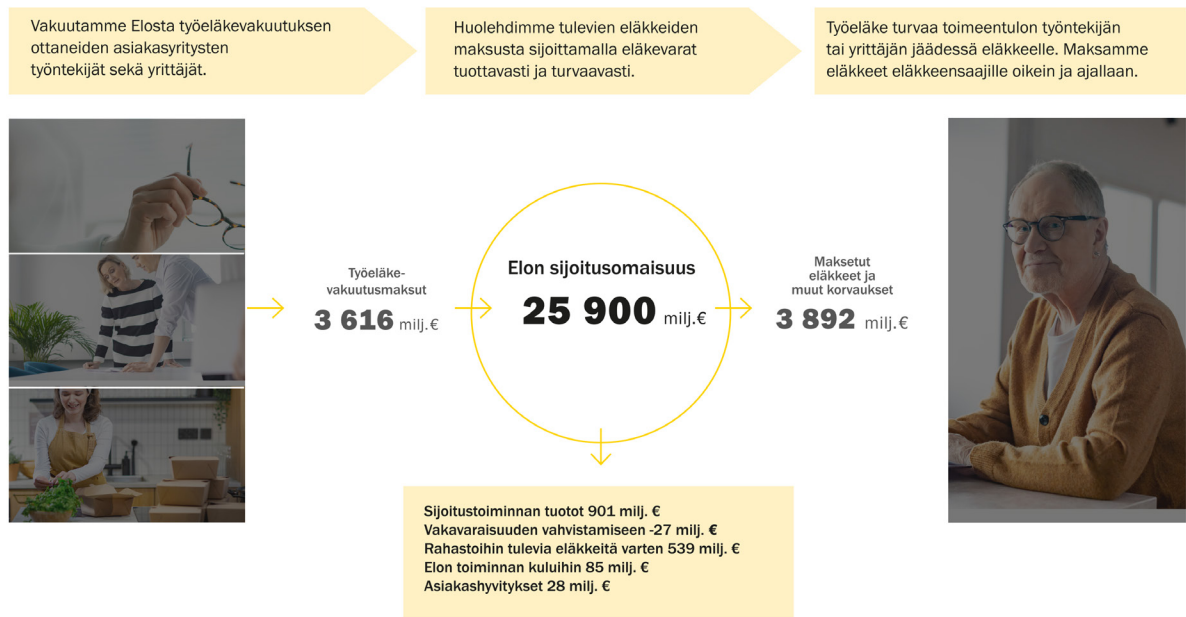 Vakuutamme Elosta työeläkevakuutuksen
ottaneiden asiakasyritysten
työntekijät sekä yrittäjät.
Huolehdimme tulevien eläkkeiden
maksusta sijoittamalla eläkevarat
tuottavasti ja turvaavasti.
Työeläke turvaa toimeentulon työntekijän
tai yrittäjän jäädessä eläkkeelle. Maksamme
eläkkeet eläkkeensaajille oikein ja ajallaan.
Työeläke-
vakuutusmaksut
3 616 milj.€
Elon sijoitusomaisuus
25 900 milj.€
Maksetut
eläkkeet ja
muut korvaukset
3 892 milj.€
Sijoitustoiminnan tuotot 901 milj. €
Vakavaraisuuden vahvistamiseen -27 milj. €
Rahastoihin tulevia eläkkeitä varten 539 milj. €
Elon toiminnan kuluihin 85 milj. €
Asiakashyvitykset 28 milj. €